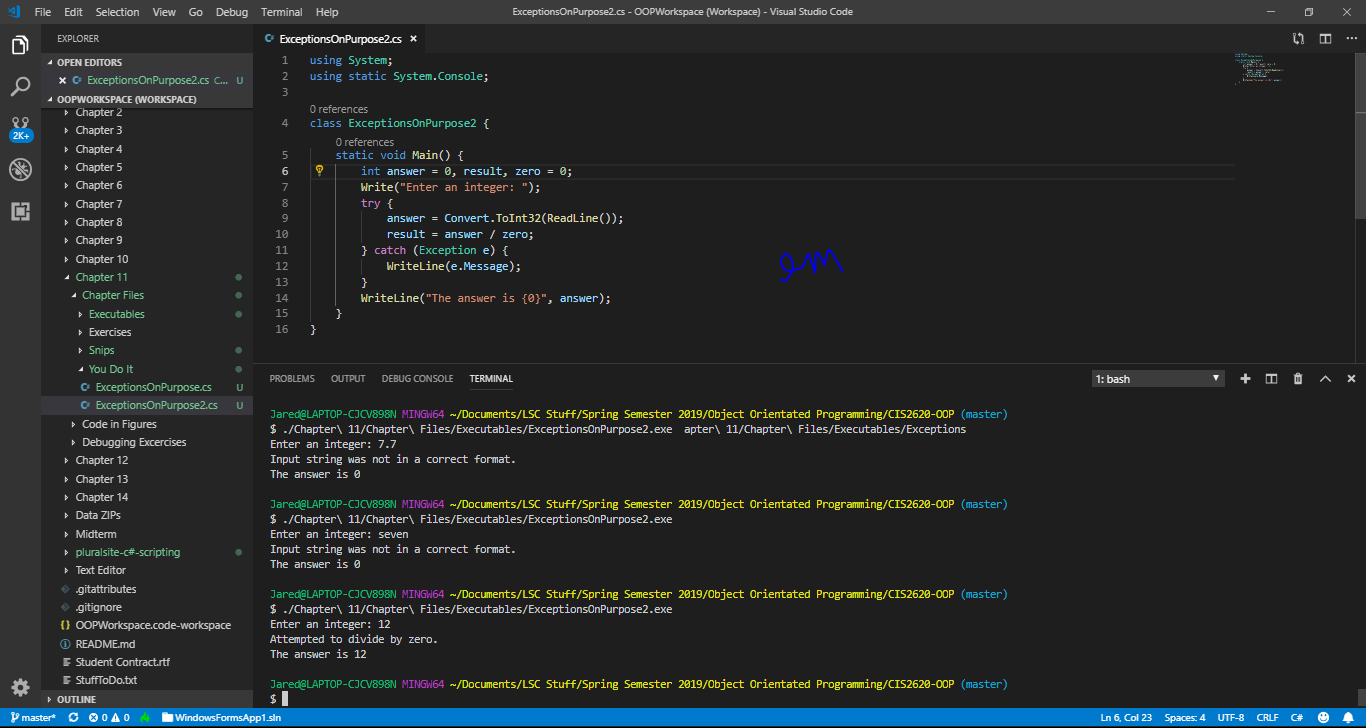 File Edit Selection View Go Debug Terminal Help
ExceptionsOnPurpose2.cs - OOPWorkspace (Workspace) - Visual Studio Code
EXPLORER
OPEN EDITORS
ExceptionsOnPurpose2.cs C... U
OOPWORKSPACE (WORKSPACE)
Chapter 2
Chapter 3
Chapter 4
Chapter 5
Chapter 6
Chapter 7
Chapter 8
Chapter 9
Chapter 10
Chapter 11
Chapter Files
Executables
Exercises
Snips
You Do It
ExceptionsOnPurpose.cs U
ExceptionsOnPurpose2.cs U
Code in Figures
Debugging Excercises
Chapter 12
Chapter 13
Chapter 14
Data ZIPs
Midterm
pluralsite-c#-scripting
Text Editor
.gitattributes
.gitignore
OOPWorkspace.code-workspace
README.md
Student Contract.rtf
StuffToDo.txt
OUTLINE
2K+
ExceptionsOnPurpose2.cs
1 using System;
2 using static System.Console;
3
0 references
4 class ExceptionsOnPurpose2 {
0 references
5 static void Main() {
6 int answer = 0, result, zero = 0;
7 Write("Enter an integer: ");
8 try {
9 answer = Convert.ToInt32(ReadLine());
10 result = answer / zero;
11 } catch (Exception e) {
12 WriteLine(e.Message);
13 }
14 WriteLine("The answer is {0}", answer);
15 }
16 }
PROBLEMS OUTPUT DEBUG CONSOLE TERMINAL
1: bash
Jared@LAPTOP-CJCV898N MINGW64 ~/Documents/LSC Stuff/Spring Semester 2019/Object Orientated Programming/CIS2620-OOP (master)
$ ./Chapter\ 11/Chapter\ Files/Executables/ExceptionsOnPurpose2.exe apter\ 11/Chapter\ Files/Executables/Exceptions
Enter an integer: 7.7
Input string was not in a correct format.
The answer is 0
Jared@LAPTOP-CJCV898N MINGW64 ~/Documents/LSC Stuff/Spring Semester 2019/Object Orientated Programming/CIS2620-OOP (master)
$ ./Chapter\ 11/Chapter\ Files/Executables/ExceptionsOnPurpose2.exe
Enter an integer: seven
Input string was not in a correct format.
The answer is 0
Jared@LAPTOP-CJCV898N MINGW64 ~/Documents/LSC Stuff/Spring Semester 2019/Object Orientated Programming/CIS2620-OOP (master)
$ ./Chapter\ 11/Chapter\ Files/Executables/ExceptionsOnPurpose2.exe
Enter an integer: 12
Attempted to divide by zero.
The answer is 12
Jared@LAPTOP-CJCV898N MINGW64 ~/Documents/LSC Stuff/Spring Semester 2019/Object Orientated Programming/CIS2620-OOP (master)
$
master* 0 0 WindowsFormsApp1.sln Ln 6, Col 23 Spaces: 4 UTF-8 CRLF C#